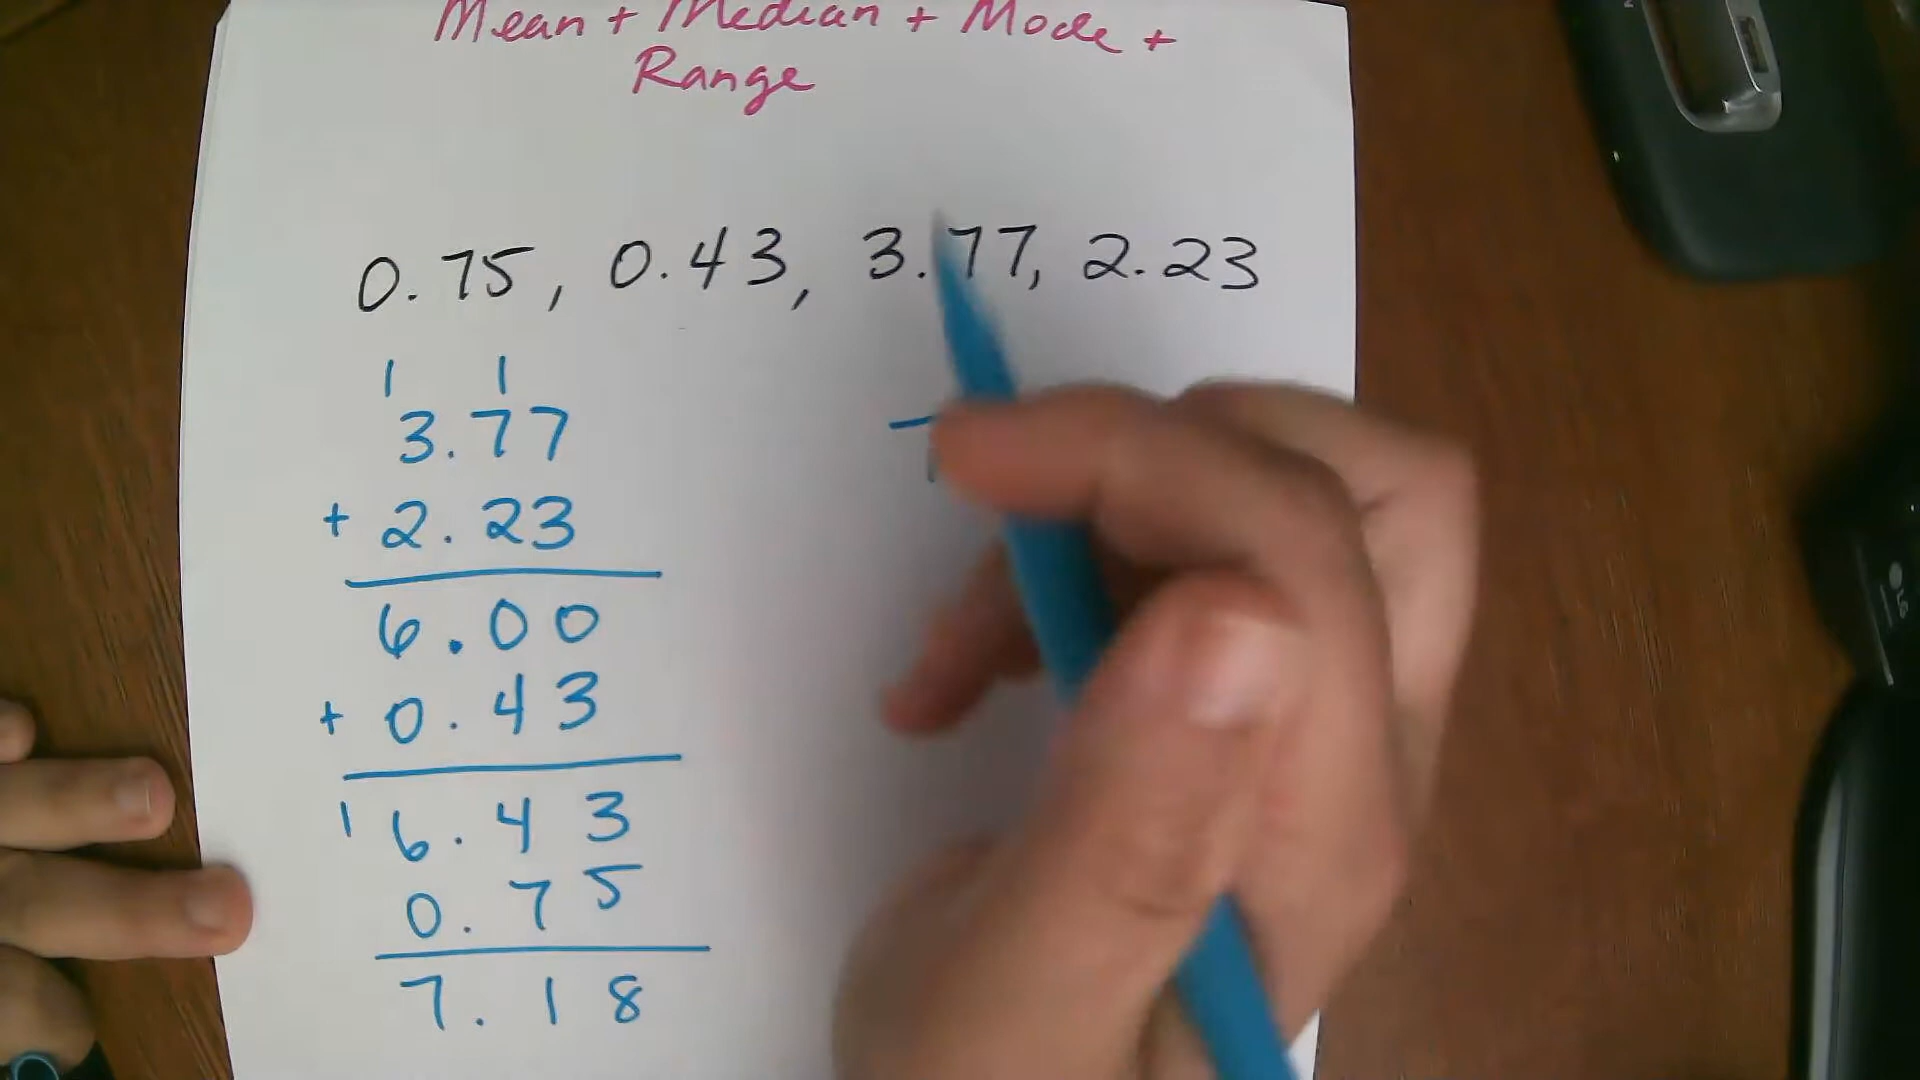 Mean + Median + Mode +
Range
0.75, 0.43, 3.77, 2.23
1 1
3.77
+ 2.23
6.00
+ 0.43
1 6.43
0.75
7.18
LG